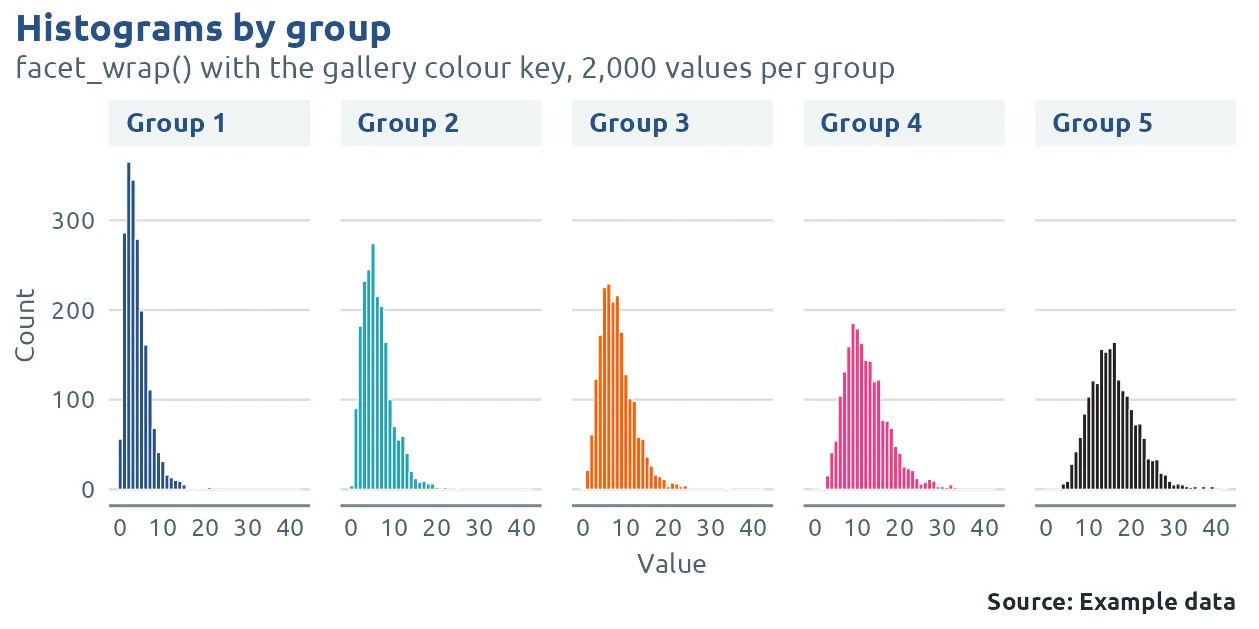 Histograms by group
facet_wrap() with the gallery colour key, 2,000 values per group
Group 1 Group 2 Group 3 Group 4 Group 5
300
200
100
0
Count
0 10 20 30 40 0 10 20 30 40 0 10 20 30 40 0 10 20 30 40 0 10 20 30 40
Value
Source: Example data